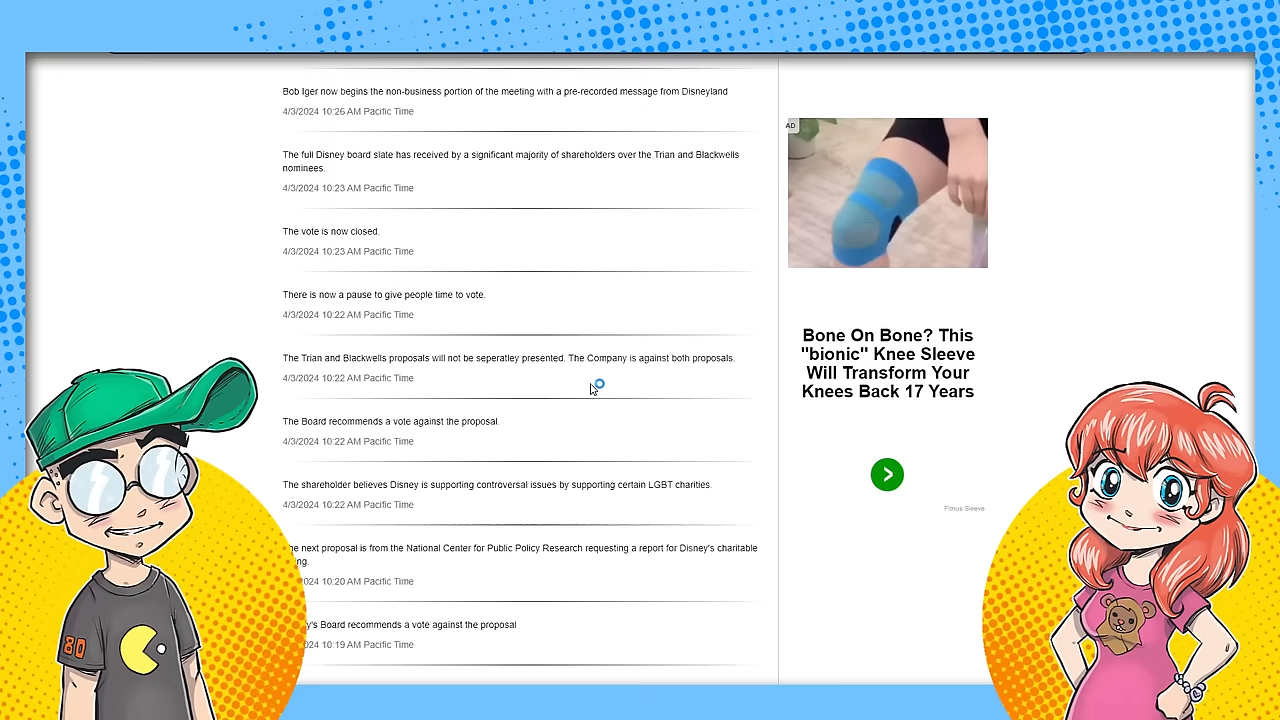 Bob Iger now begins the non-business portion of the meeting with a pre-recorded message from Disneyland
4/3/2024 10:26 AM Pacific Time
The full Disney board slate has received by a significant majority of shareholders over the Trian and Blackwells
nominees.
4/3/2024 10:23 AM Pacific Time
The vote is now closed.
4/3/2024 10:23 AM Pacific Time
There is now a pause to give people time to vote.
4/3/2024 10:22 AM Pacific Time
The Trian and Blackwells proposals will not be seperatley presented. The Company is against both proposals.
4/3/2024 10:22 AM Pacific Time
The Board recommends a vote against the proposal.
4/3/2024 10:22 AM Pacific Time
The shareholder believes Disney is supporting controversial issues by supporting certain LGBT charities.
4/3/2024 10:22 AM Pacific Time
next proposal is from the National Center for Public Policy Research requesting a report for Disney's charitable
10:20 AM Pacific Time
Board recommends a vote against the proposal
10:19 AM Pacific Time
AD
Bone On Bone? This
"bionic" Knee Sleeve
Will Transform Your
Knees Back 17 Years
Fitnus Sleeve
80